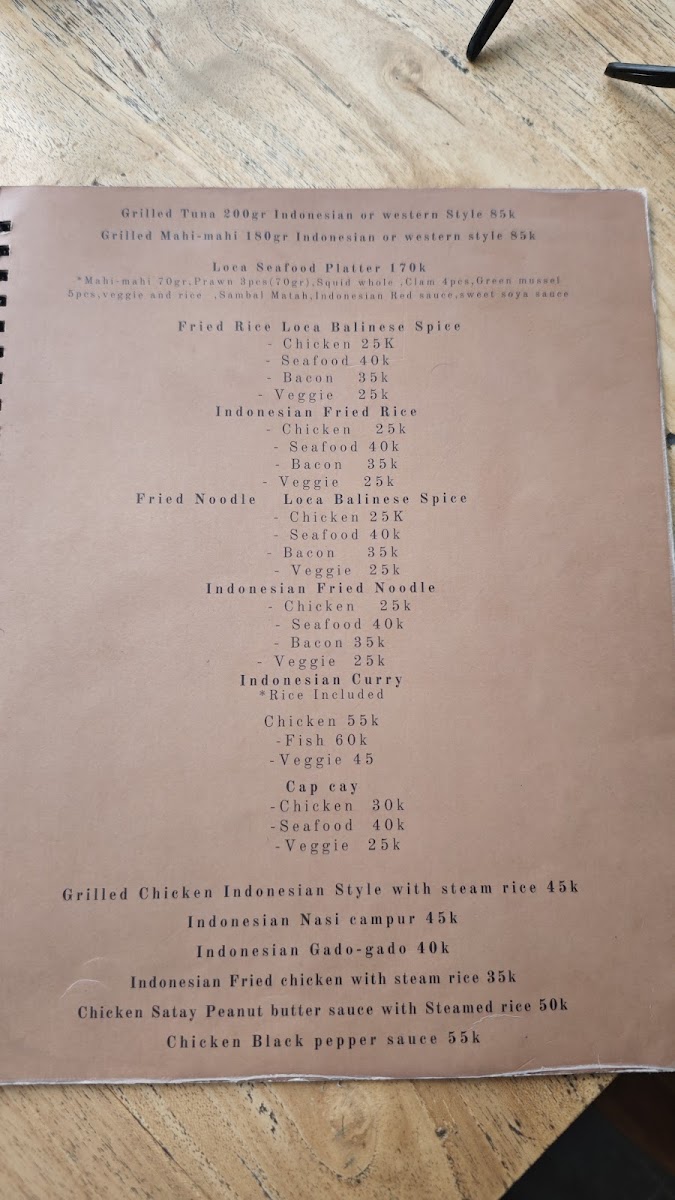 Grilled Tuna 200gr Indonesian or western Style 85k
Grilled Mahi-mahi 180gr Indonesian or western style 85k
Loca Seafood Platter 170k
*Mahi-mahi 70gr,Prawn 3pcs(70gr),Squid whole ,Clam 4pcs,Green mussel
5pcs,veggie and rice ,Sambal Matah,Indonesian Red sauce,sweet soya sauce
Fried Rice Loca Balinese Spice
- Chicken 25K
- Seafood 40k
- Bacon 35k
- Veggie 25k
Indonesian Fried Rice
- Chicken 25k
- Seafood 40k
- Bacon 35k
- Veggie 25k
Fried Noodle Loca Balinese Spice
- Chicken 25K
- Seafood 40k
- Bacon 35k
- Veggie 25k
Indonesian Fried Noodle
- Chicken 25k
- Seafood 40k
- Bacon 35k
- Veggie 25k
Indonesian Curry
*Rice Included
Chicken 55k
-Fish 60k
-Veggie 45
Cap cay
-Chicken 30k
-Seafood 40k
-Veggie 25k
Grilled Chicken Indonesian Style with steam rice 45k
Indonesian Nasi campur 45k
Indonesian Gado-gado 40k
Indonesian Fried chicken with steam rice 35k
Chicken Satay Peanut butter sauce with Steamed rice 50k
Chicken Black pepper sauce 55k